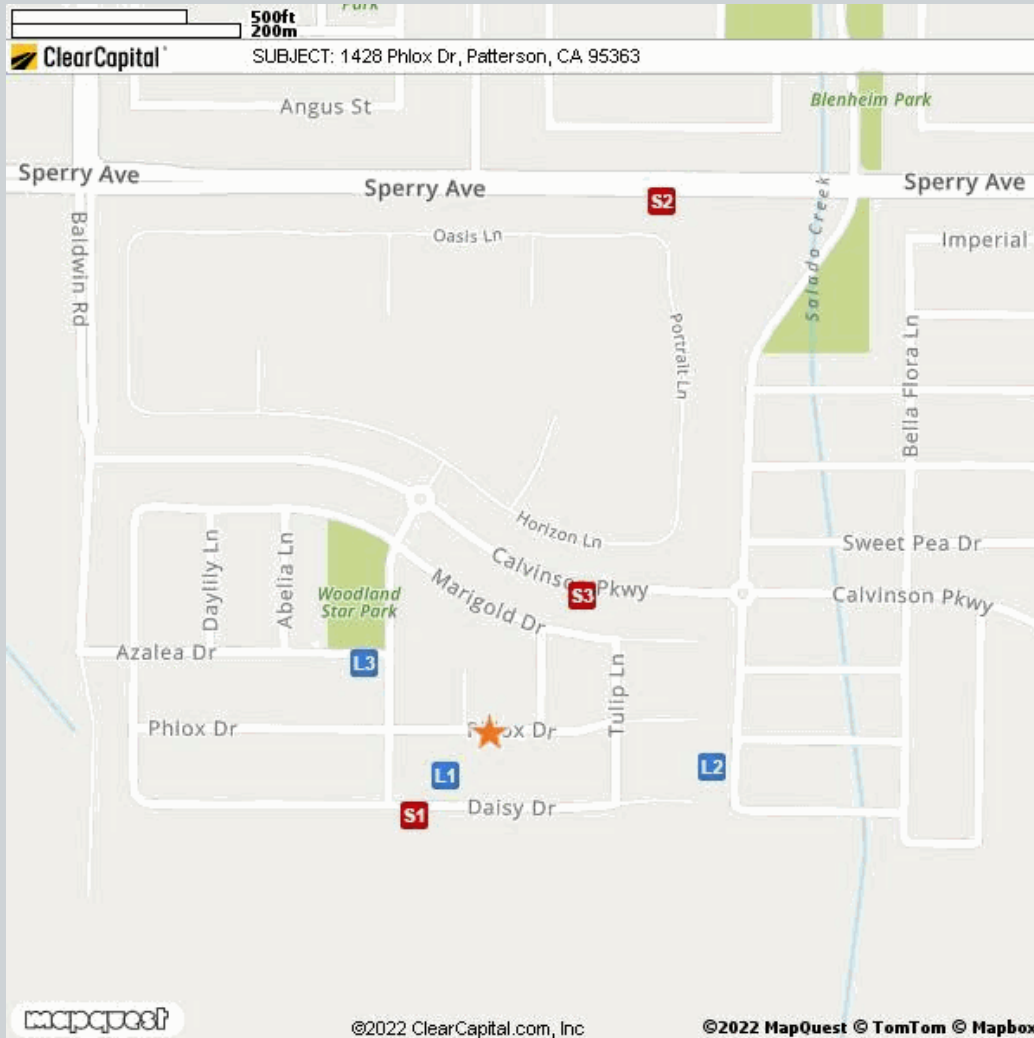 Park
500ft
200m
ClearCapital
SUBJECT: 1428 Phlox Dr, Patterson, CA 95363
Angus St
Blenheim Park
Sperry Ave
Sperry Ave
Sperry Ave
S2
Baldwin Rd
Oasis Ln
Salado Creek
Imperial
Portrait Ln
Bella Flora Ln
Horizon Ln
Sweet Pea Dr
Daylily Ln
Abelia Ln
Woodland
Star Park
Marigold Dr
Calvinson Pkwy
S3
Calvinson Pkwy
Azalea Dr
L3
Tulip Ln
Phlox Dr
Phlox Dr
L1
L2
S1
Daisy Dr
mapquest
©2022 ClearCapital.com, Inc
©2022 MapQuest © TomTom © Mapbox